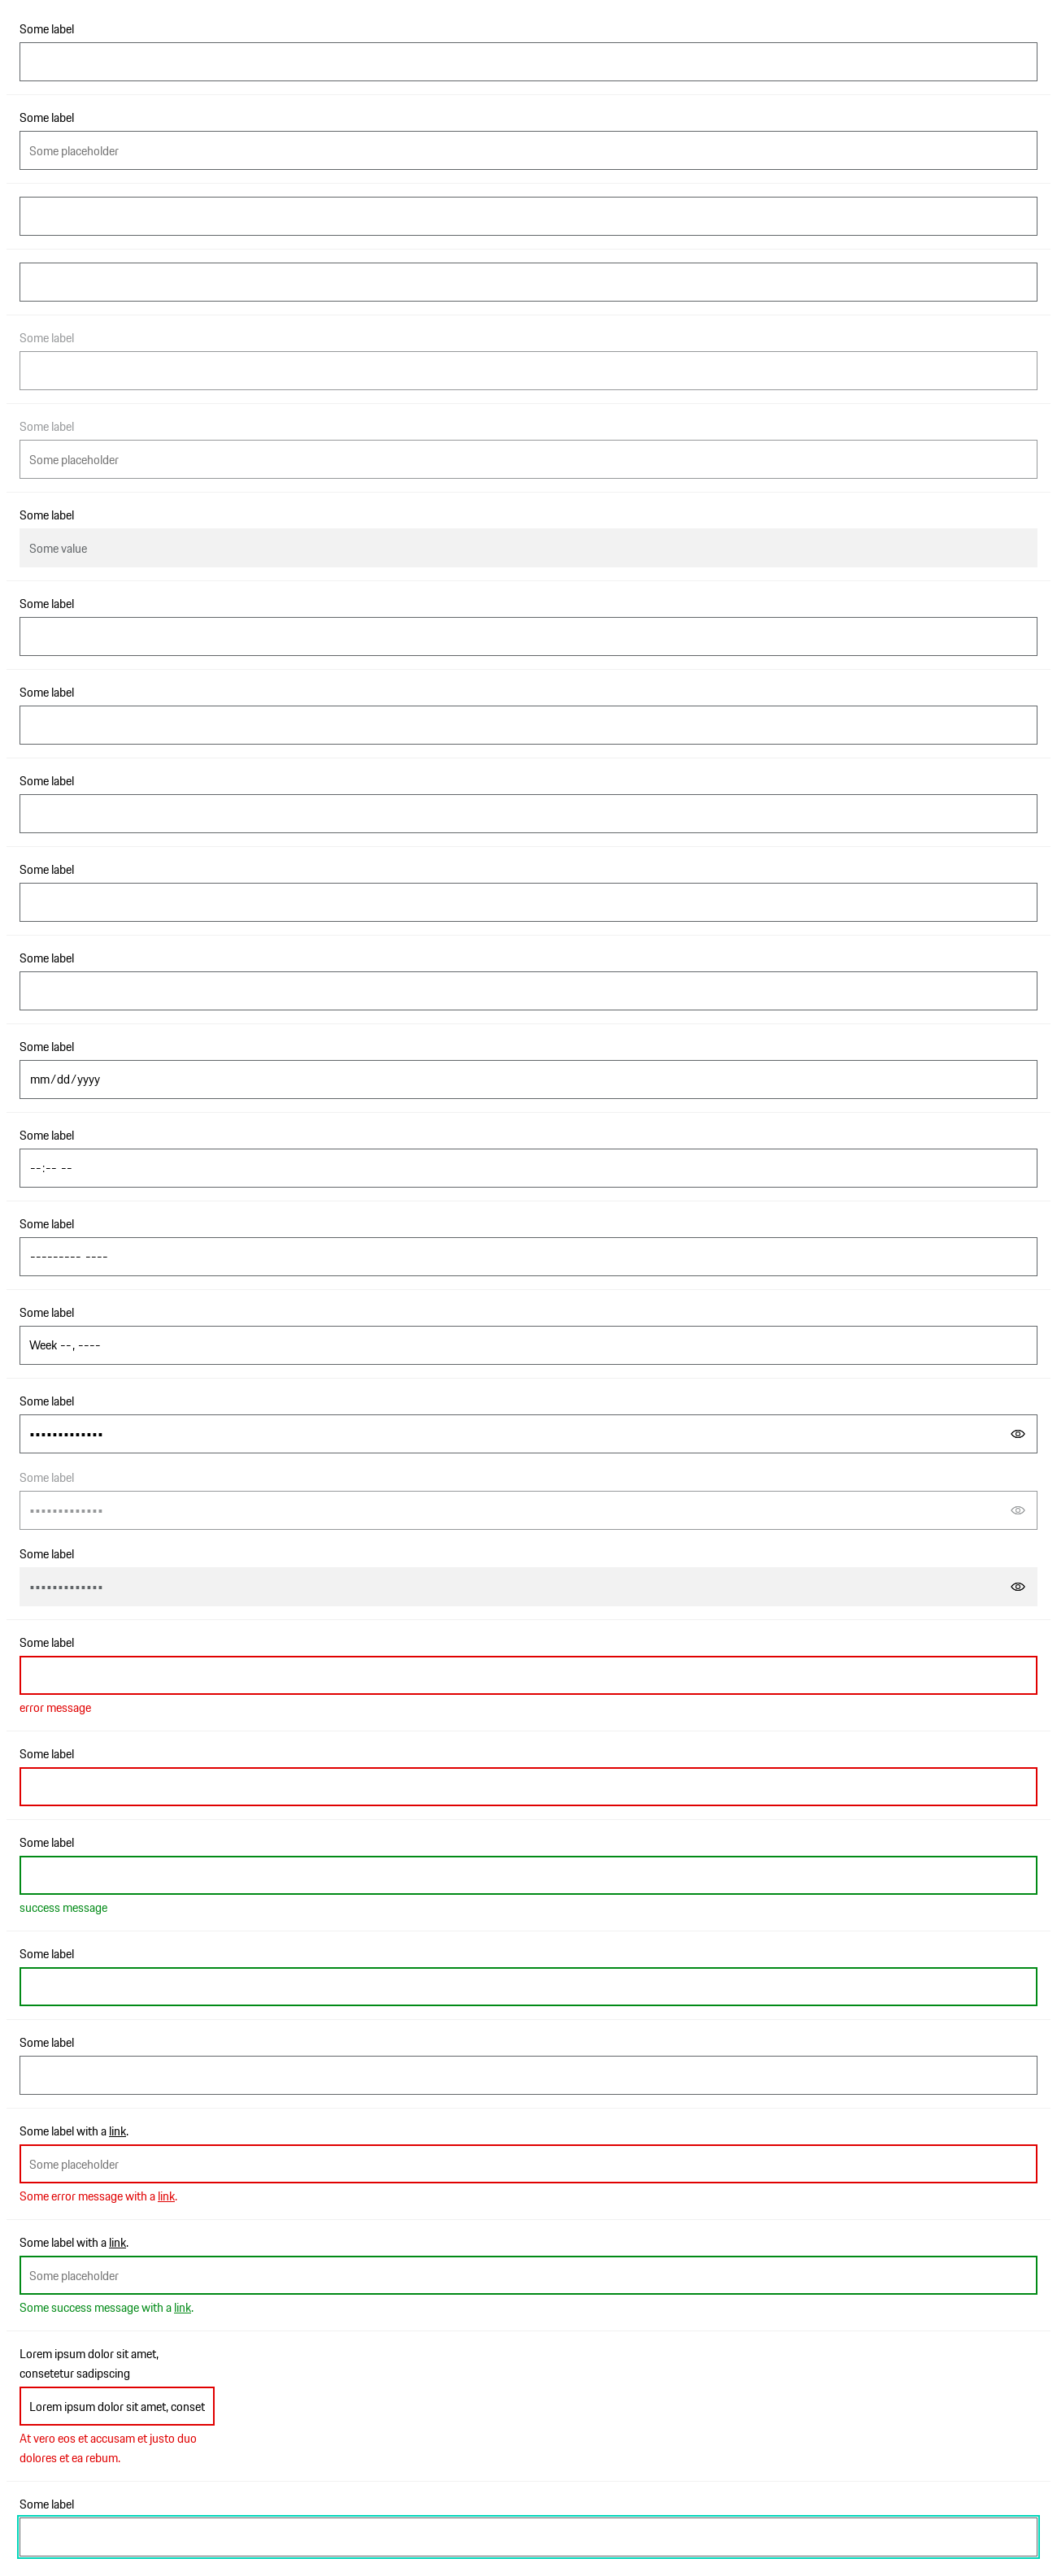 Some label
Some label
Some placeholder
Some label
Some label
Some placeholder
Some label
Some value
Some label
Some label
Some label
Some label
Some label
Some label
mm/dd/yyyy
Some label
--:-- --
Some label
--------- ----
Some label
Week --, ----
Some label
•••••••••••••
Some label
•••••••••••••
Some label
•••••••••••••
Some label
error message
Some label
Some label
success message
Some label
Some label
Some label with a link.
Some placeholder
Some error message with a link.
Some label with a link.
Some placeholder
Some success message with a link.
Lorem ipsum dolor sit amet,
consetetur sadipscing
Lorem ipsum dolor sit amet, conset
At vero eos et accusam et justo duo
dolores et ea rebum.
Some label